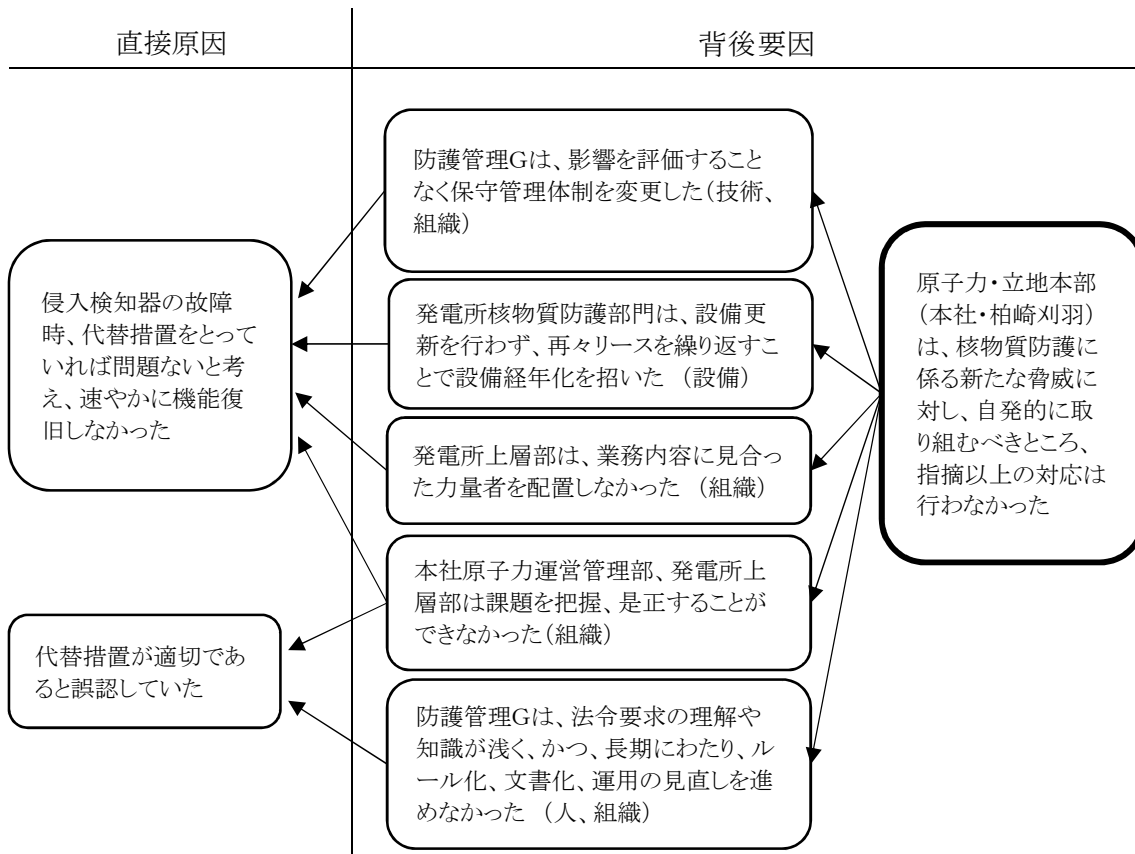 直接原因
背後要因
防護管理Gは、影響を評価すること
なく保守管理体制を変更した(技術、
組織)
発電所核物質防護部門は、設備更
新を行わず、再々リースを繰り返すこ
とで設備経年化を招いた (設備)
発電所上層部は、業務内容に見合っ
た力量者を配置しなかった (組織)
本社原子力運営管理部、発電所上
層部は課題を把握、是正することが
できなかった(組織)
防護管理Gは、法令要求の理解や
知識が浅く、かつ、長期にわたり、ル
ール化、文書化、運用の見直しを進
めなかった (人、組織)
侵入検知器の故障
時、代替措置をとって
いれば問題ないと考
え、速やかに機能復
旧しなかった
代替措置が適切であ
ると誤認していた
原子力・立地本部
(本社・柏崎刈羽)
は、核物質防護に
係る新たな脅威に
対し、自発的に取
り組むべきところ、
指摘以上の対応は
行わなかった